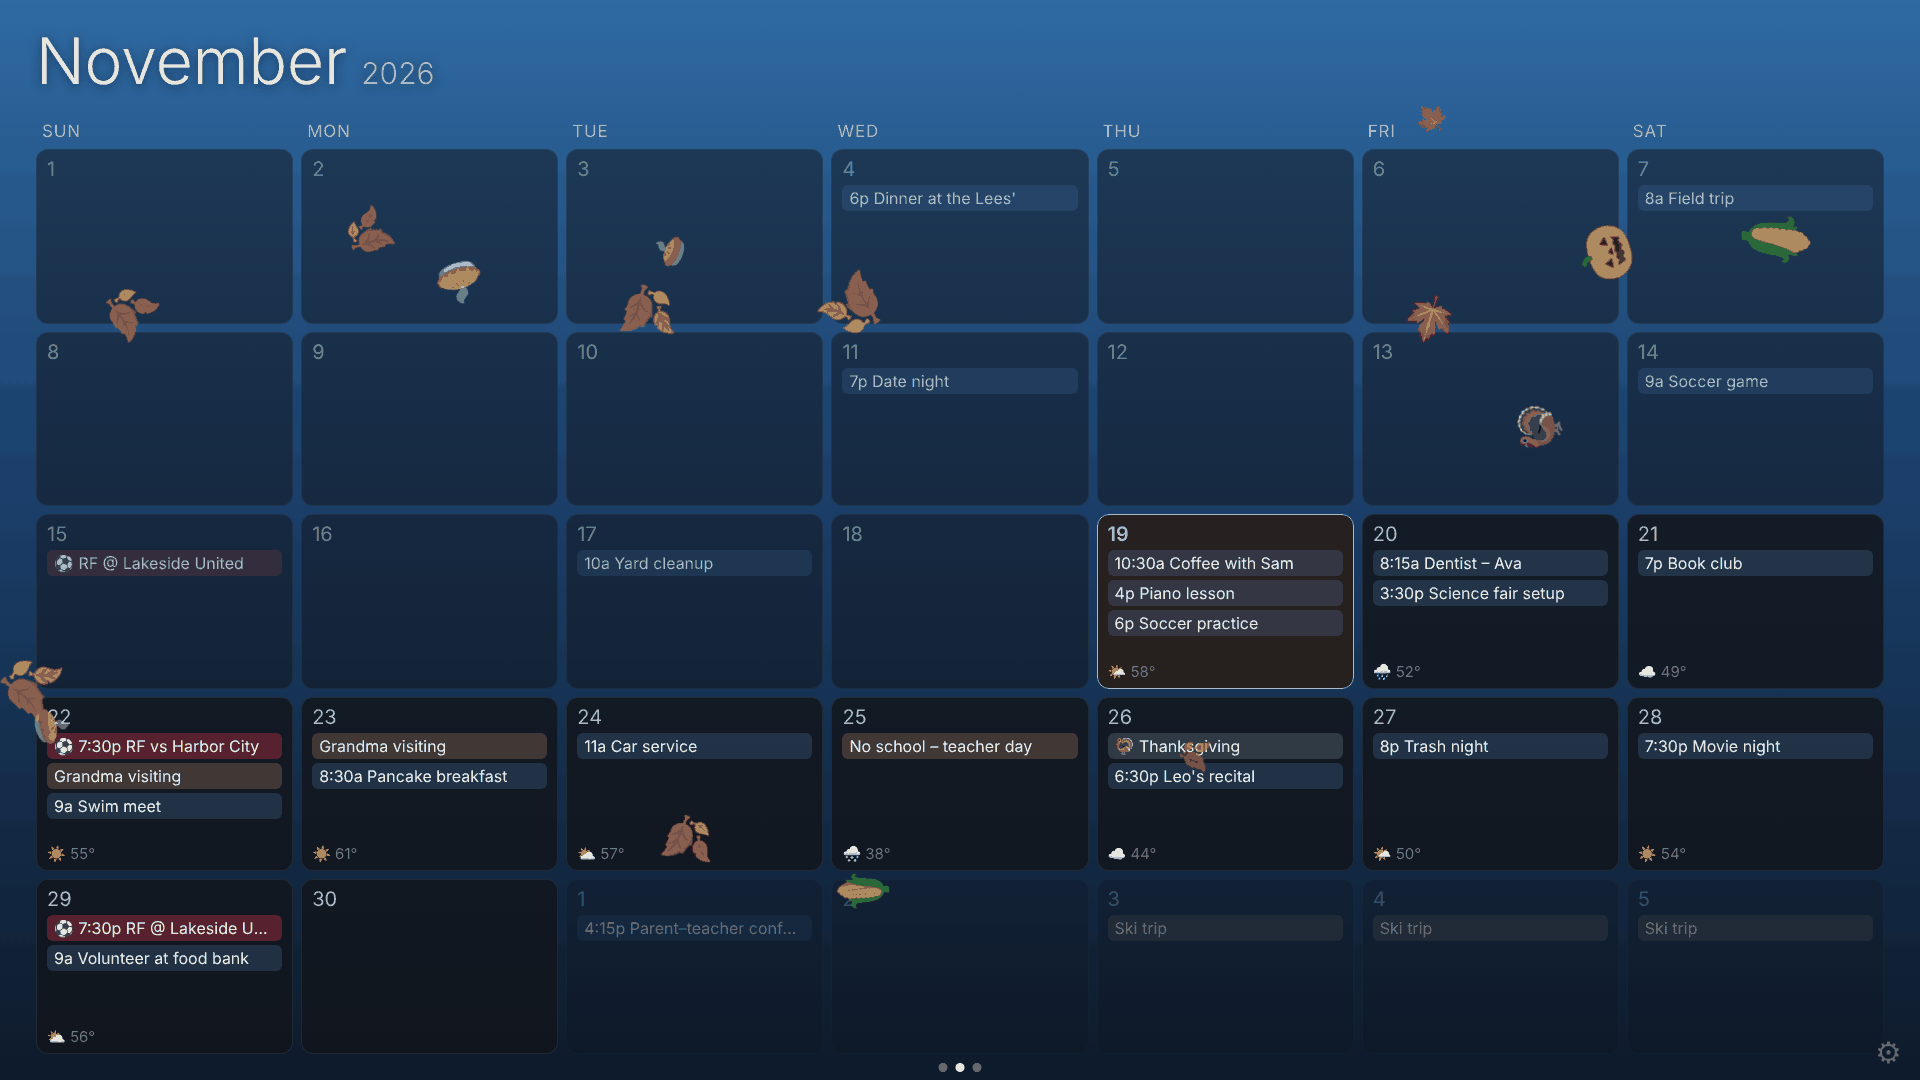 November 2026
SUN MON TUE WED THU FRI SAT
1 2 3 4 5 6 7
6p Dinner at the Lees' 8a Field trip
8 9 10 11 12 13 14
7p Date night 9a Soccer game
15 16 17 18 19 20 21
RF @ Lakeside United 10a Yard cleanup 10:30a Coffee with Sam 8:15a Dentist – Ava 7p Book club
4p Piano lesson 3:30p Science fair setup
6p Soccer practice
58° 52° 49°
22 23 24 25 26 27 28
7:30p RF vs Harbor City Grandma visiting 11a Car service No school – teacher day Thanksgiving 8p Trash night 7:30p Movie night
Grandma visiting 8:30a Pancake breakfast 6:30p Leo's recital
9a Swim meet
55° 61° 57° 38° 44° 50° 54°
29 30 1 3 4 5
7:30p RF @ Lakeside U... 4:15p Parent–teacher conf... Ski trip Ski trip Ski trip
9a Volunteer at food bank
56°